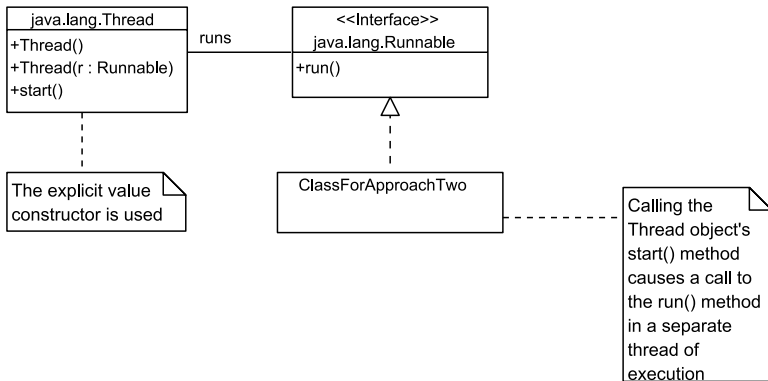 java.lang.Thread
+Thread()
+Thread(r : Runnable)
+start()
runs
<<Interface>>
java.lang.Runnable
+run()
The explicit value
constructor is used
ClassForApproachTwo
Calling the
Thread object's
start() method
causes a call to
the run() method
in a separate
thread of
execution